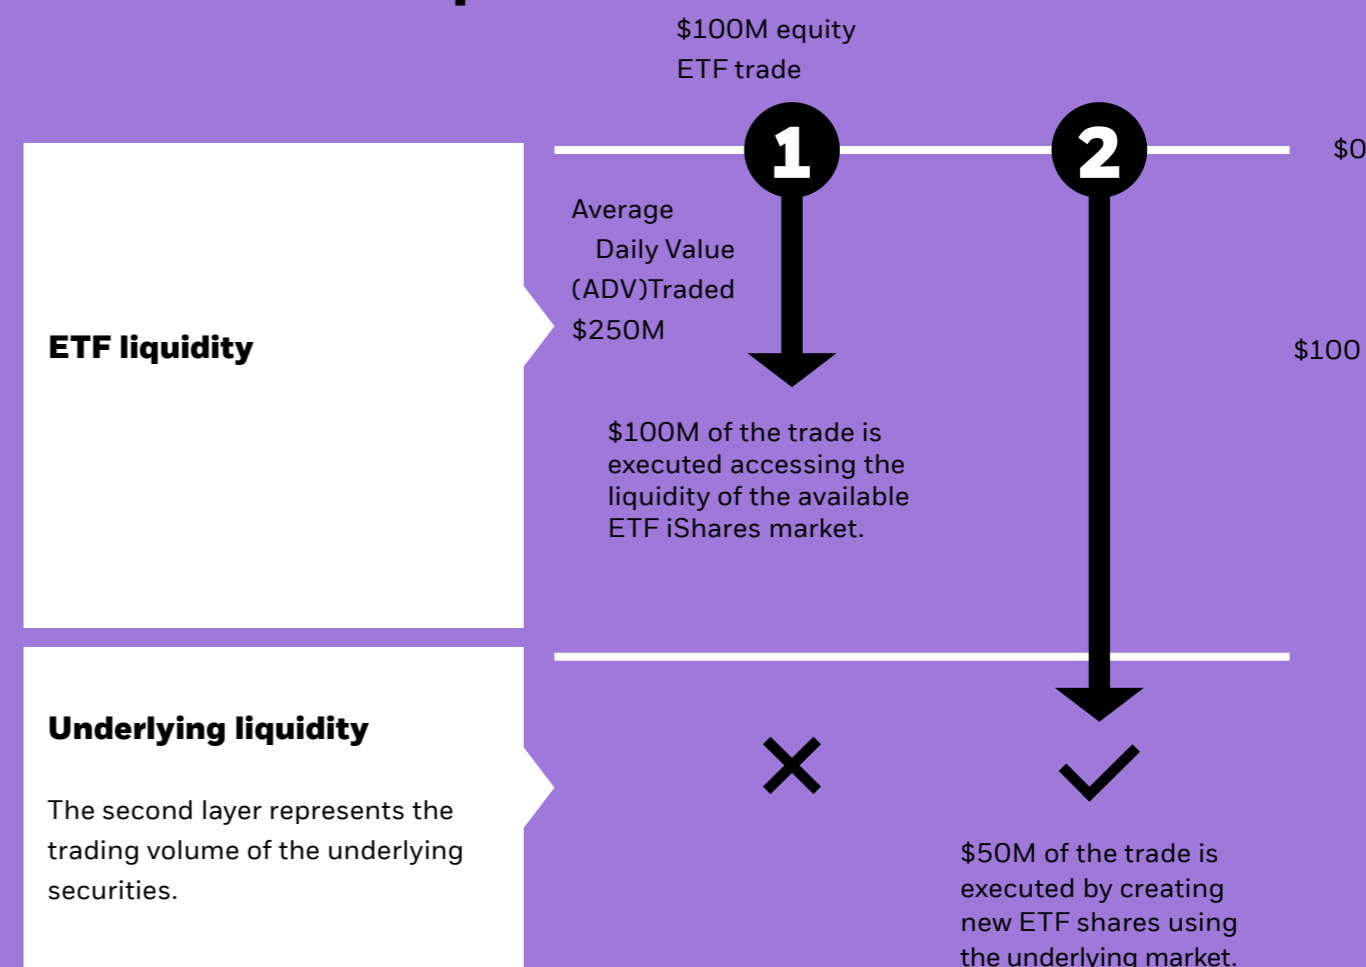 $100M equity
ETF trade
1
2
$0
Average
Daily Value
(ADV)Traded
$250M
$100
ETF liquidity
$100M of the trade is
executed accessing the
liquidity of the available
ETF iShares market.
Underlying liquidity
The second layer represents the
trading volume of the underlying
securities.
$50M of the trade is
executed by creating
new ETF shares using
the underlying market.